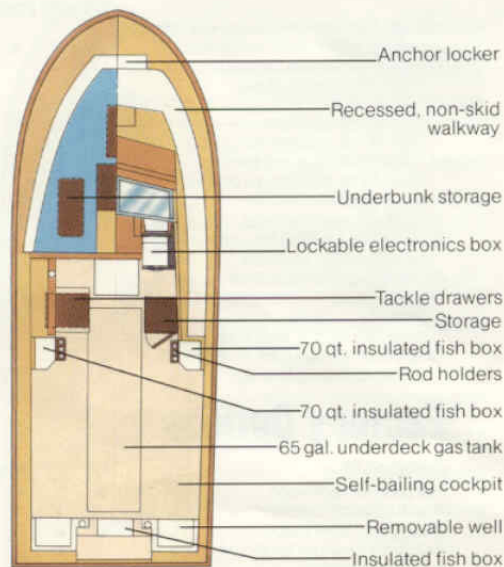 Anchor locker
Recessed, non-skid
walkway
Underbunk storage
Lockable electronics box
Tackle drawers
Storage
70 qt. insulated fish box
Rod holders
70 qt. insulated fish box
65 gal. underdeck gas tank
Self-bailing cockpit
Removable well
Insulated fish box